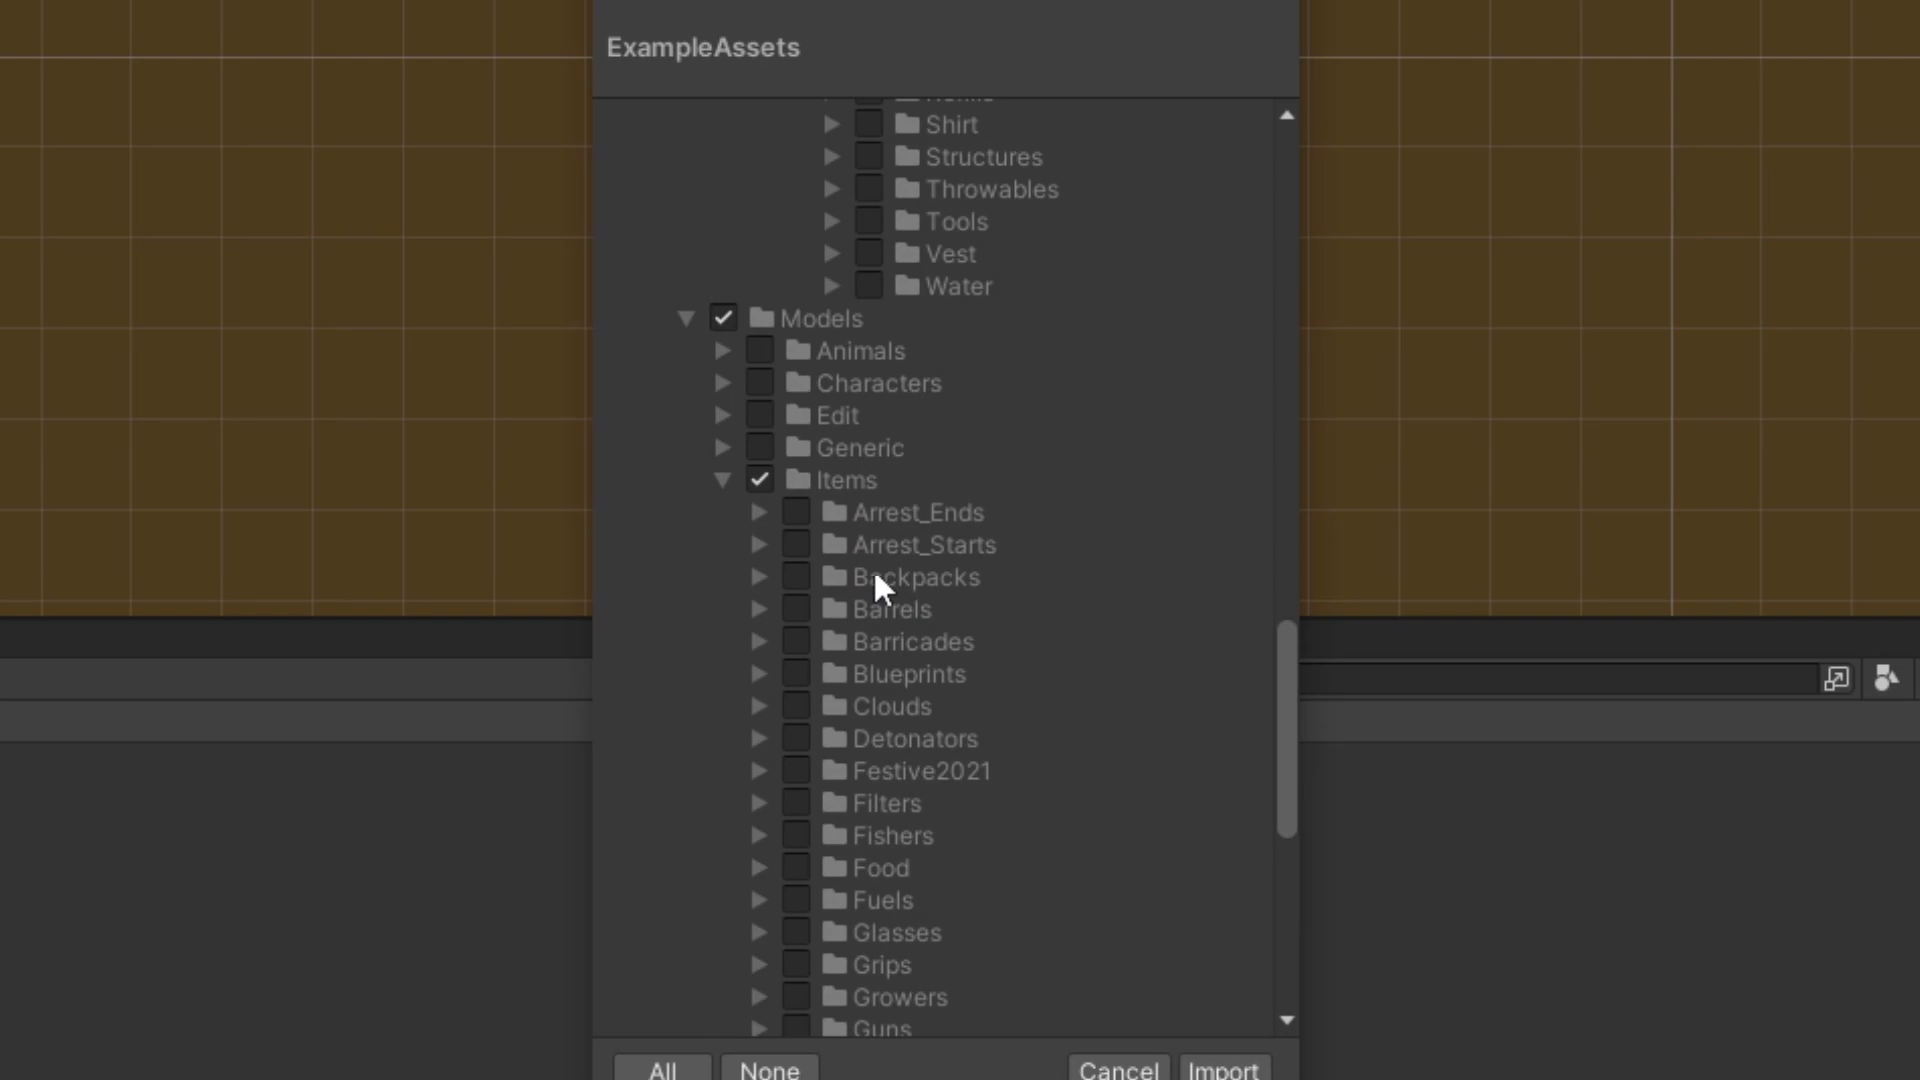 ExampleAssets
Shirt
Structures
Throwables
Tools
Vest
Water
Models
Animals
Characters
Edit
Generic
Items
Arrest_Ends
Arrest_Starts
Backpacks
Barrels
Barricades
Blueprints
Clouds
Detonators
Festive2021
Filters
Fishers
Food
Fuels
Glasses
Grips
Growers
Guns
All None Cancel Import